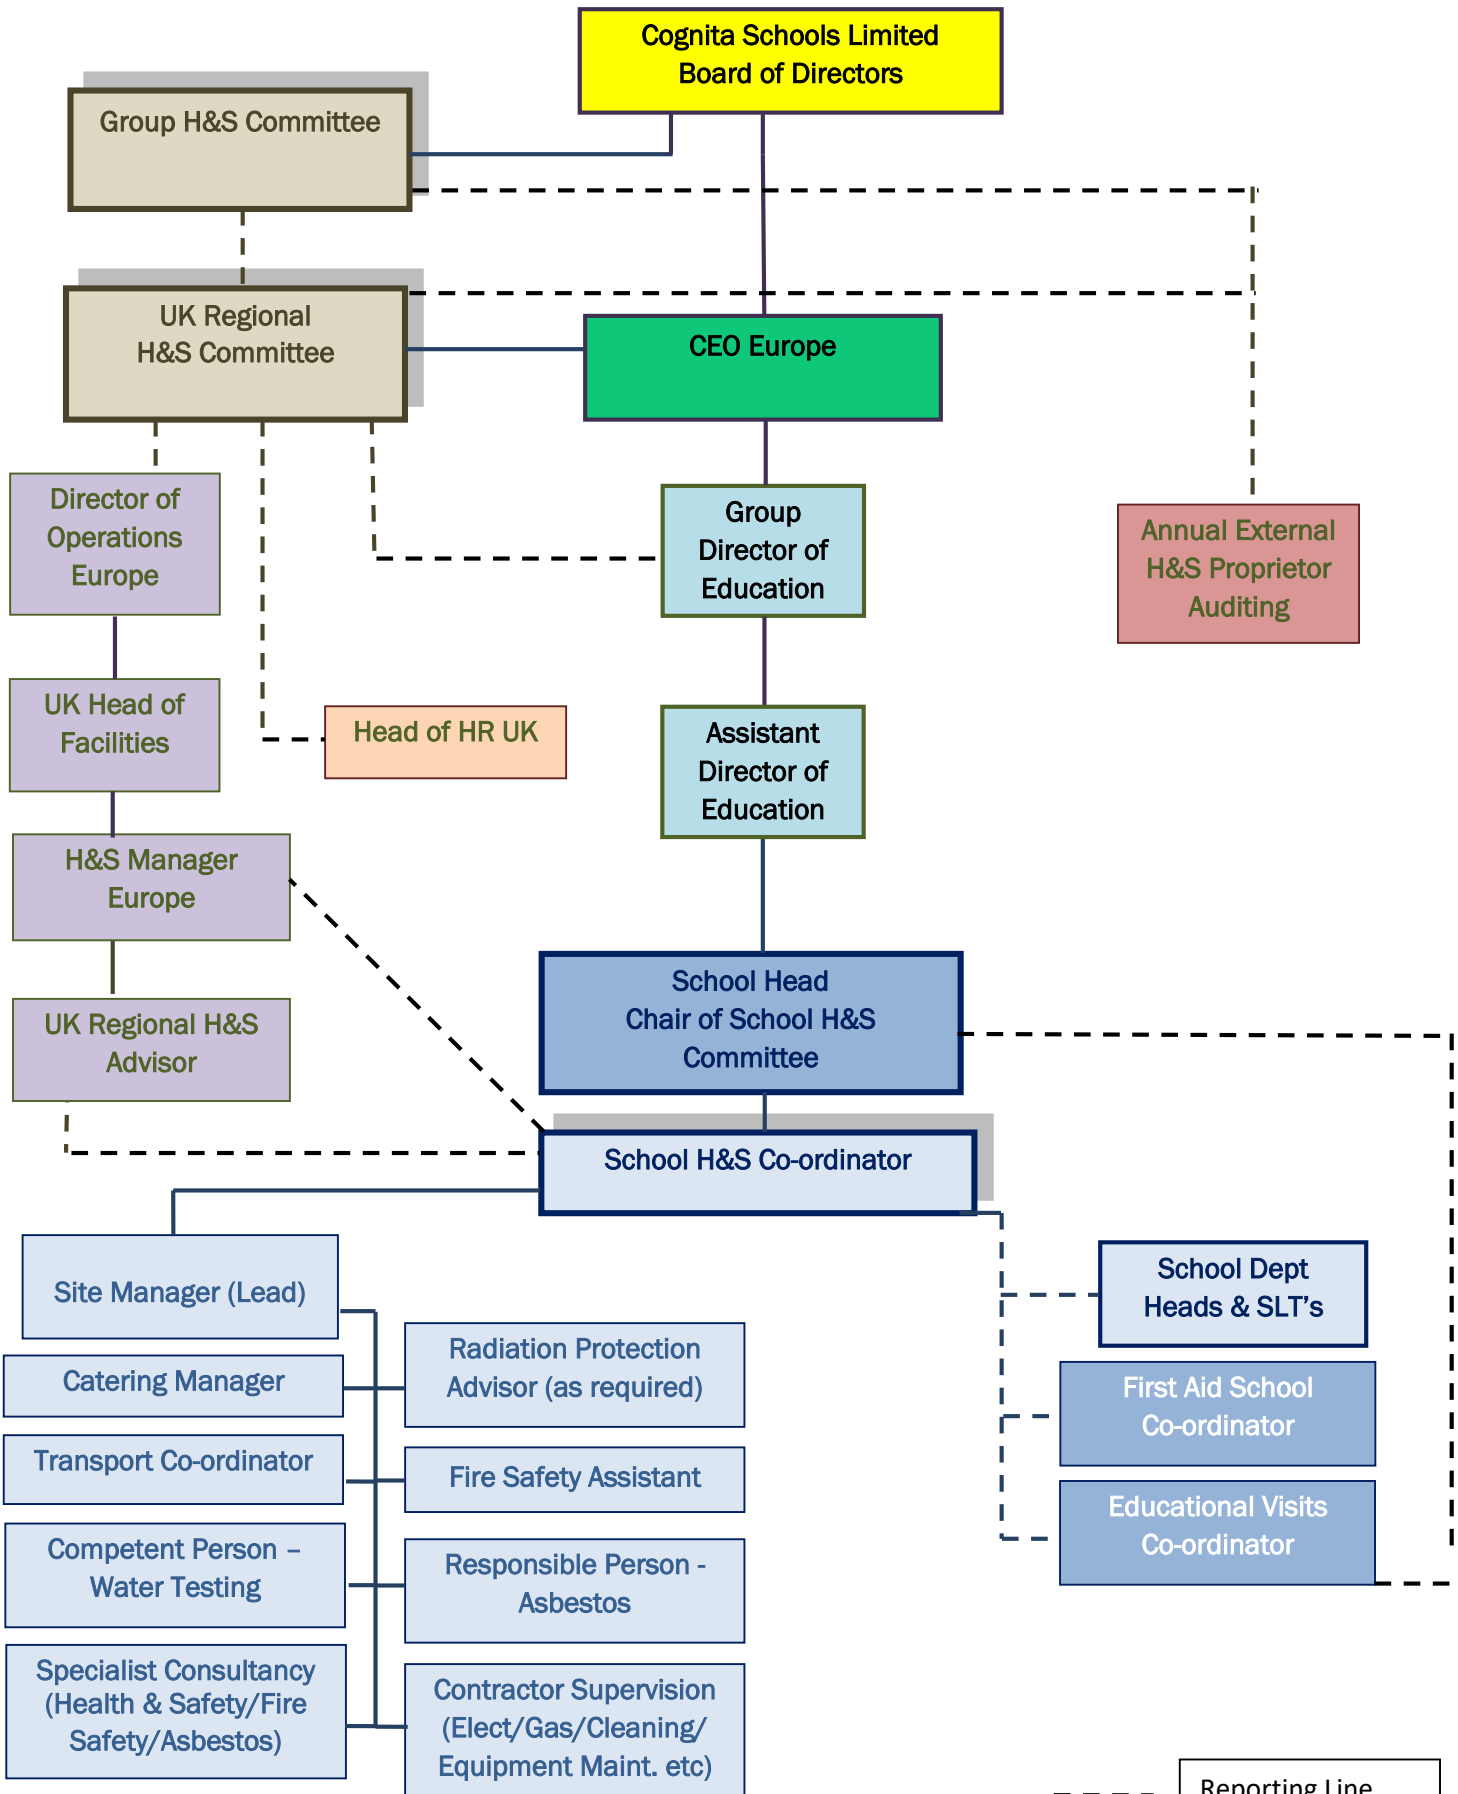 Cognita Schools Limited
Board of Directors
Group H&S Committee
UK Regional
H&S Committee
CEO Europe
Director of
Operations
Europe
Group
Director of
Education
Annual External
H&S Proprietor
Auditing
UK Head of
Facilities
Head of HR UK
Assistant
Director of
Education
H&S Manager
Europe
School Head
Chair of School H&S
Committee
UK Regional H&S
Advisor
School H&S Co-ordinator
Site Manager (Lead)
School Dept
Heads & SLT’s
Radiation Protection
Advisor (as required)
Catering Manager
First Aid School
Co-ordinator
Transport Co-ordinator
Fire Safety Assistant
Educational Visits
Co-ordinator
Competent Person –
Water Testing
Responsible Person -
Asbestos
Specialist Consultancy
(Health & Safety/Fire
Safety/Asbestos)
Contractor Supervision
(Elect/Gas/Cleaning/
Equipment Maint. etc)
Reporting Line